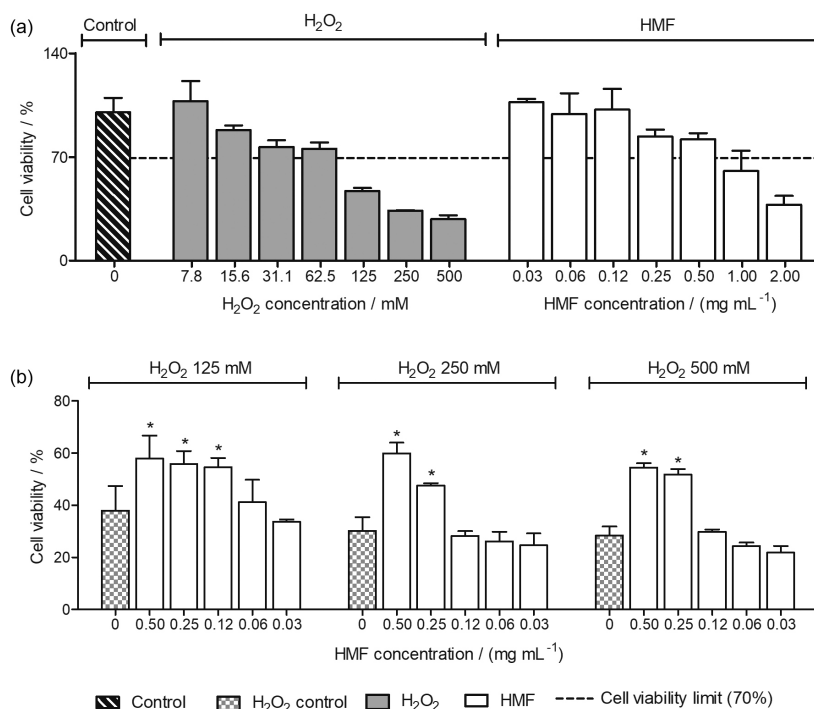 (a)
Control
H₂O₂
HMF
Cell viability / %
140
70
0
0
7.8 15.6 31.1 62.5 125 250 500
0.03 0.06 0.12 0.25 0.50 1.00 2.00
H₂O₂ concentration / mM
HMF concentration / (mg mL⁻¹)
(b)
H₂O₂ 125 mM
H₂O₂ 250 mM
H₂O₂ 500 mM
Cell viability / %
80
60
40
20
0
* * *
* *
* *
0 0.50 0.25 0.12 0.06 0.03
0 0.50 0.25 0.12 0.06 0.03
0 0.50 0.25 0.12 0.06 0.03
HMF concentration / (mg mL⁻¹)
Control H₂O₂ control H₂O₂ HMF Cell viability limit (70%)